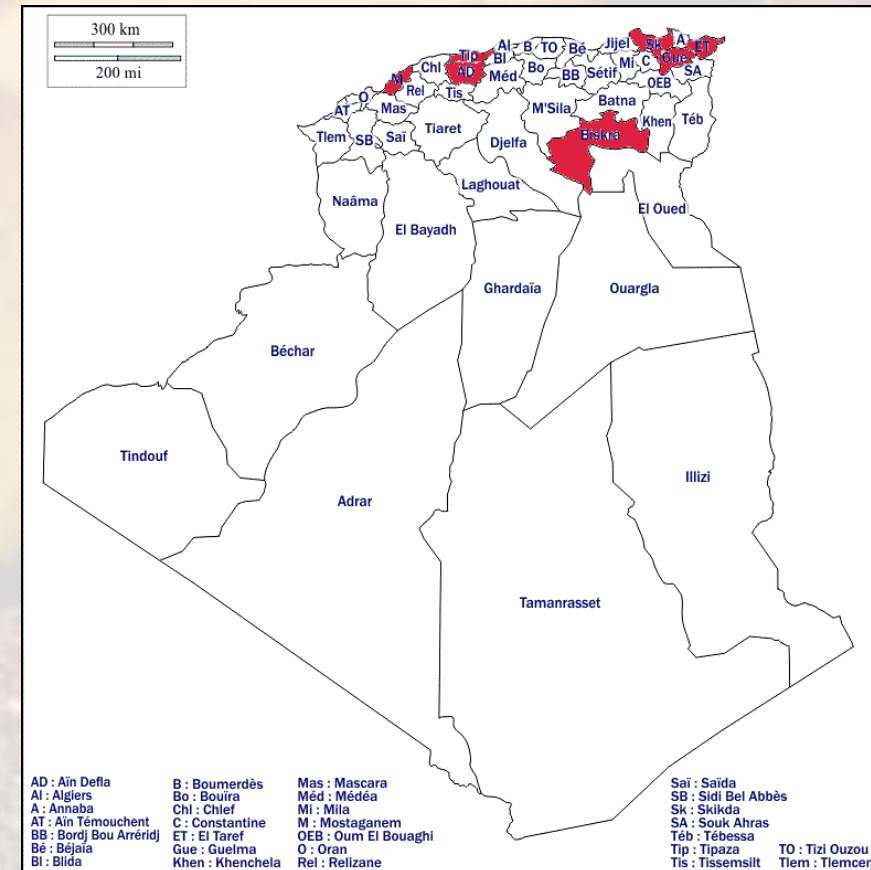 300 km
200 mi
Al B TO Bé Jijel Sk A ET
Tip Bl Gue
M Chl AD Bo BB Sétif Mi C SA
Méd OEB
O Rel Tis
AT Mas M'Sila Batna Khen Téb
Tlem SB Saï Tiaret Djelfa Biskra
Laghouat
Naâma El Oued
El Bayadh
Ghardaïa Ouargla
Béchar
Tindouf Illizi
Adrar
Tamanrasset
AD : Aïn Defla
Al : Algiers
A : Annaba
AT : Aïn Témouchent
BB : Bordj Bou Arréridj
Bé : Béjaïa
Bl : Blida
B : Boumerdès
Bo : Bouïra
Chl : Chlef
C : Constantine
ET : El Taref
Gue : Guelma
Khen : Khenchela
Mas : Mascara
Méd : Médéa
Mi : Mila
M : Mostaganem
OEB : Oum El Bouaghi
O : Oran
Rel : Relizane
Saï : Saïda
SB : Sidi Bel Abbès
Sk : Skikda
SA : Souk Ahras
Téb : Tébessa
Tip : Tipaza
Tis : Tissemsilt
TO : Tizi Ouzou
Tlem : Tlemcen